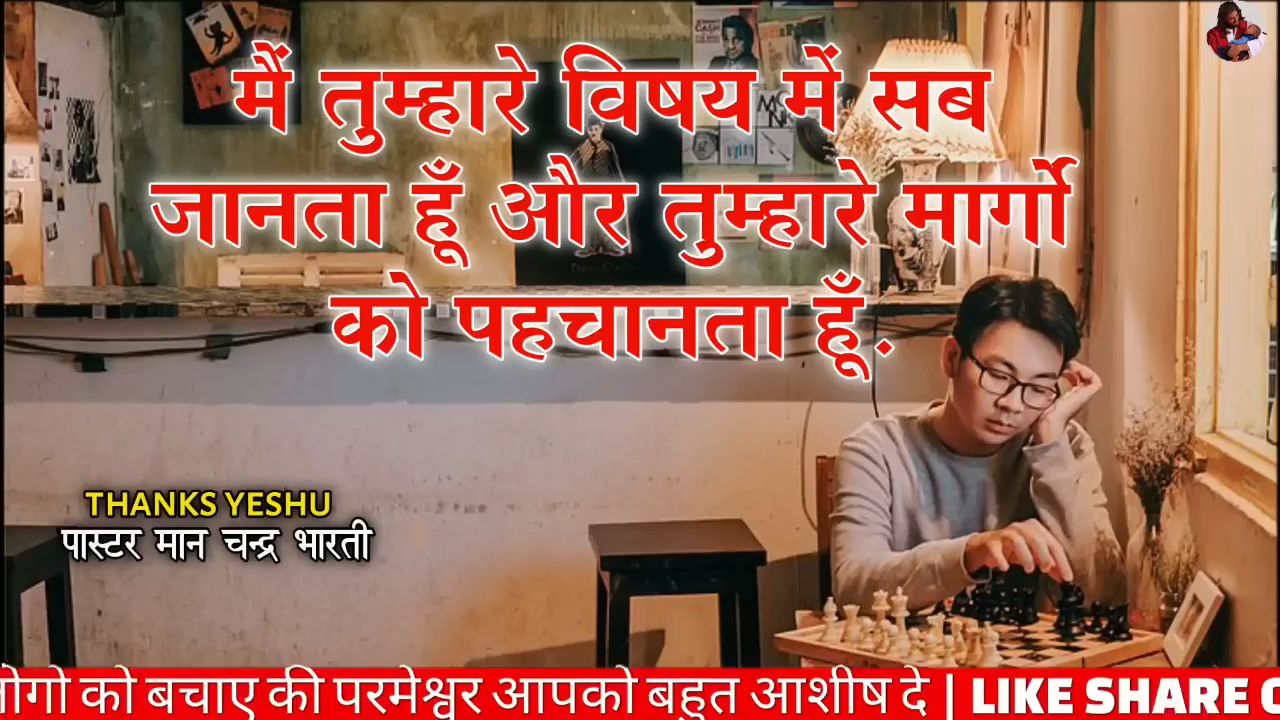 मैं तुम्हारे विषय में सब
जानता हूँ और तुम्हारे मार्गो
को पहचानता हूँ.
THANKS YESHU
पास्टर मान चन्द्र भारती
को बचाए की परमेश्वर आपको बहुत आशीष दे | LIKE SHARE